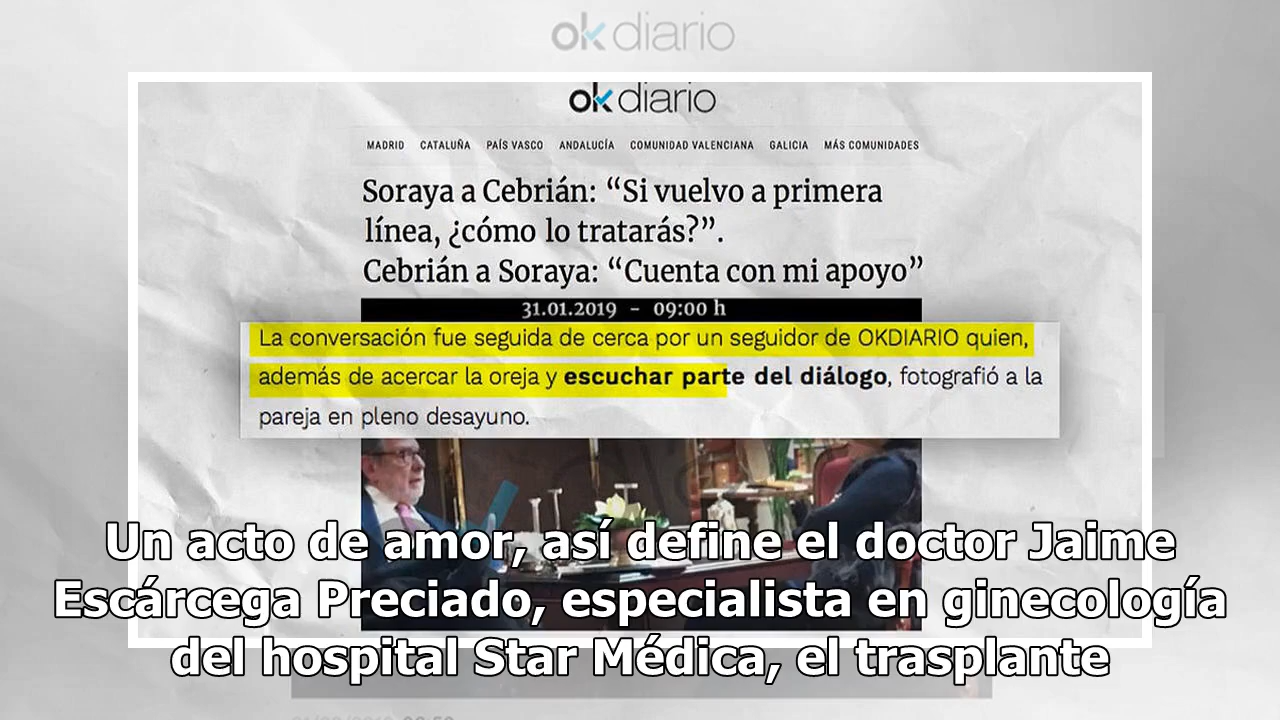 ok diario
ok diario
MADRID CATALUÑA PAÍS VASCO ANDALUCÍA COMUNIDAD VALENCIANA GALICIA MÁS COMUNIDADES
Soraya a Cebrián: “Si vuelvo a primera
línea, ¿cómo lo tratarás?”.
Cebrián a Soraya: “Cuenta con mi apoyo”
31.01.2019 - 09:00 h
La conversación fue seguida de cerca por un seguidor de OKDIARIO quien,
además de acercar la oreja y escuchar parte del diálogo, fotografió a la
pareja en pleno desayuno.
Un acto de amor, así define el doctor Jaime
Escárcega Preciado, especialista en ginecología
del hospital Star Médica, el trasplante